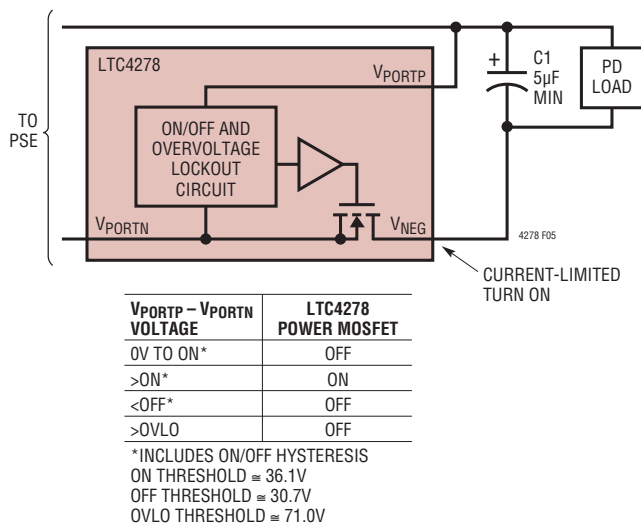 LTC4278
VPORTP
C1
5µF
MIN
PD
LOAD
TO
PSE
ON/OFF AND
OVERVOLTAGE
LOCKOUT
CIRCUIT
VPORTN
VNEG
4278 F05
CURRENT-LIMITED
TURN ON
VPORTP – VPORTN VOLTAGE LTC4278 POWER MOSFET
0V TO ON* OFF
>ON* ON
<OFF* OFF
>OVLO OFF
*INCLUDES ON/OFF HYSTERESIS
ON THRESHOLD ≅ 36.1V
OFF THRESHOLD ≅ 30.7V
OVLO THRESHOLD ≅ 71.0V